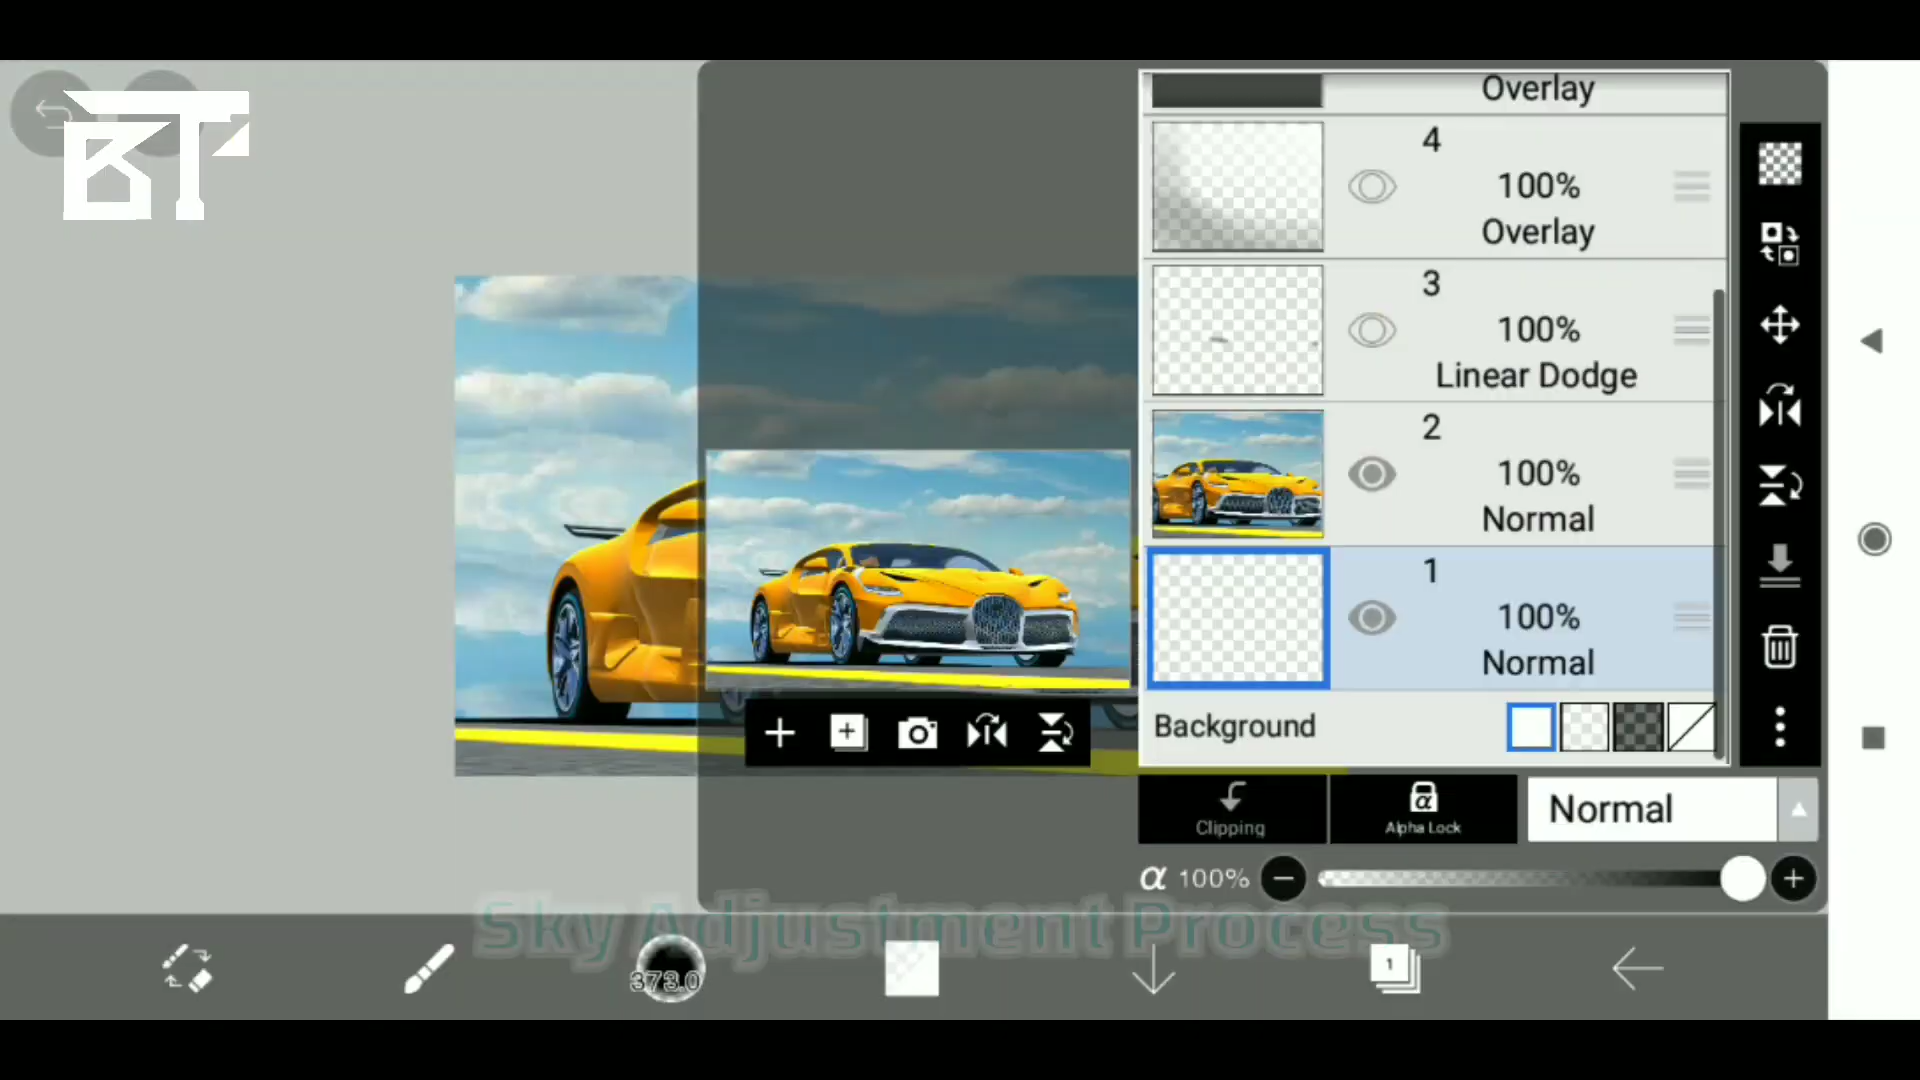 BT
Overlay
4
100%
Overlay
3
100%
Linear Dodge
2
100%
Normal
1
100%
Normal
Background
Clipping
α
Alpha Lock
Normal
α 100%
Sky Adjustment Process
373.0
1